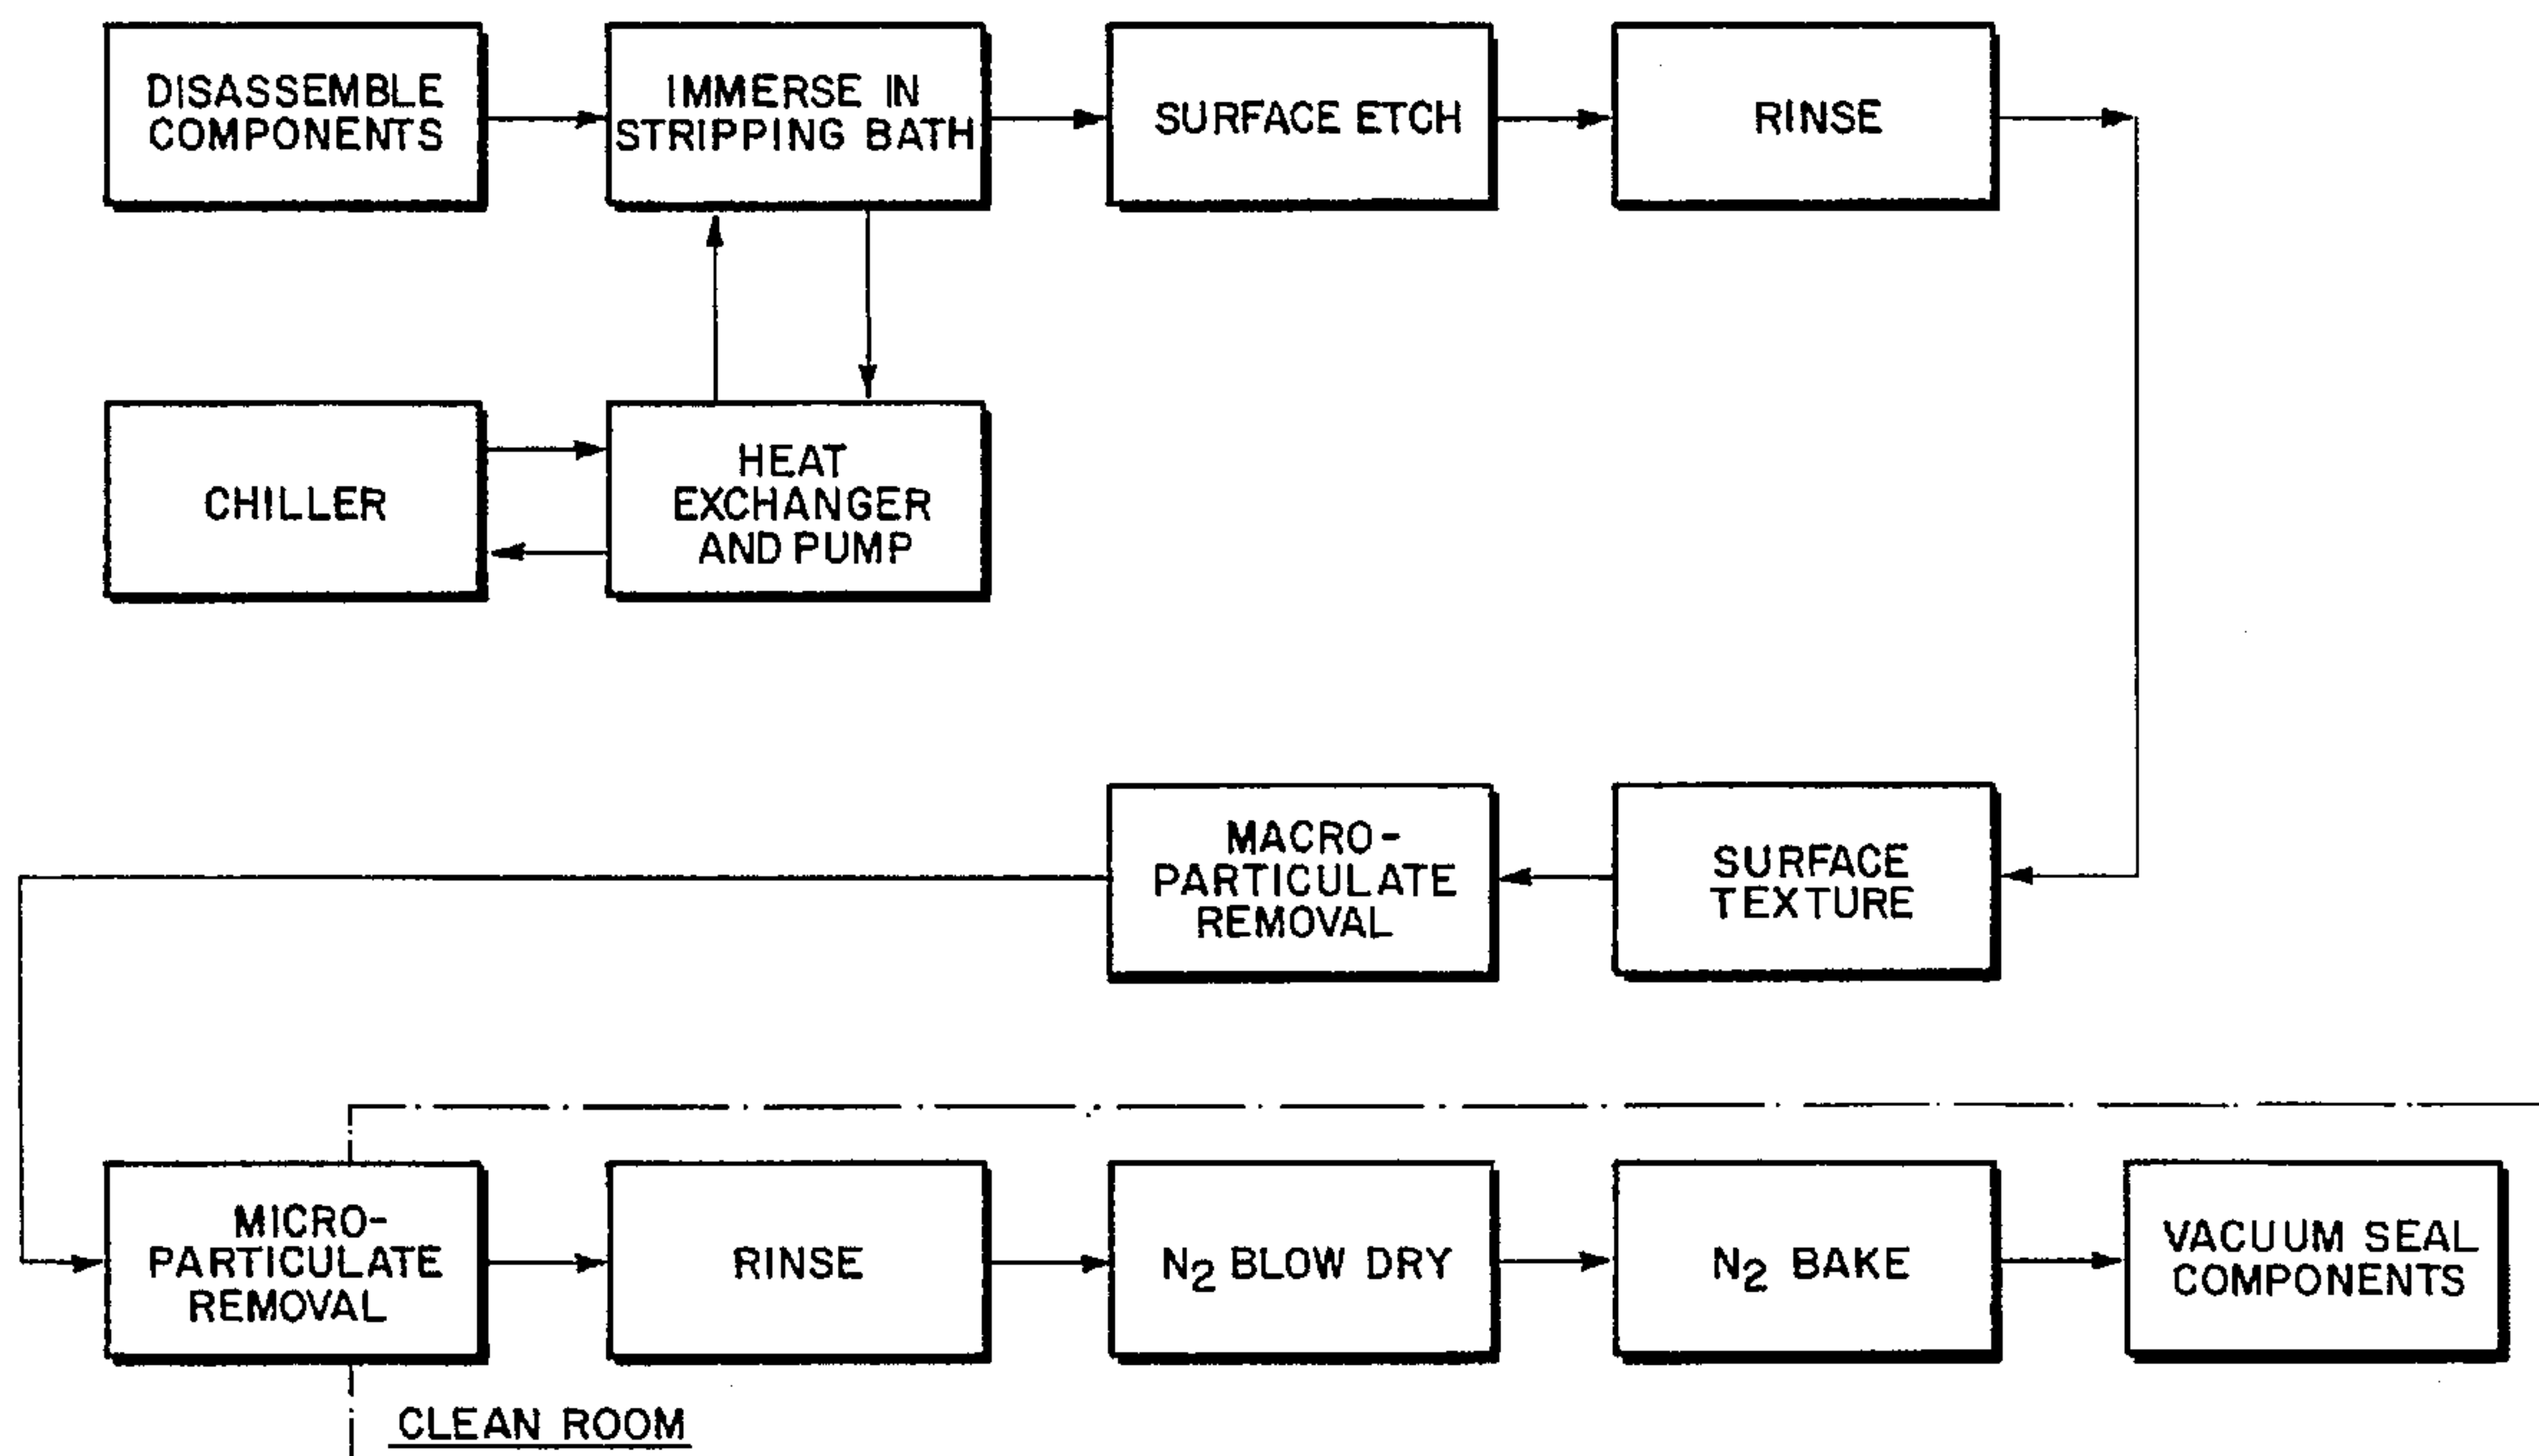 DISASSEMBLE
COMPONENTS
IMMERSE IN
STRIPPING BATH
SURFACE ETCH
RINSE
CHILLER
HEAT
EXCHANGER
AND PUMP
MACRO-
PARTICULATE
REMOVAL
SURFACE
TEXTURE
MICRO-
PARTICULATE
REMOVAL
RINSE
N₂ BLOW DRY
N₂ BAKE
VACUUM SEAL
COMPONENTS
CLEAN ROOM